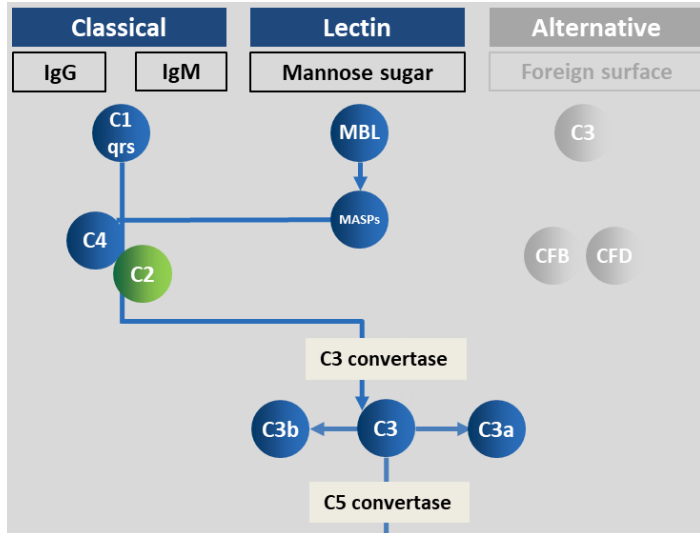 Classical
Lectin
Alternative
IgG
IgM
Mannose sugar
Foreign surface
C1
qrs
MBL
C3
MASPs
C4
C2
CFB
CFD
C3 convertase
C3b
C3
C3a
C5 convertase